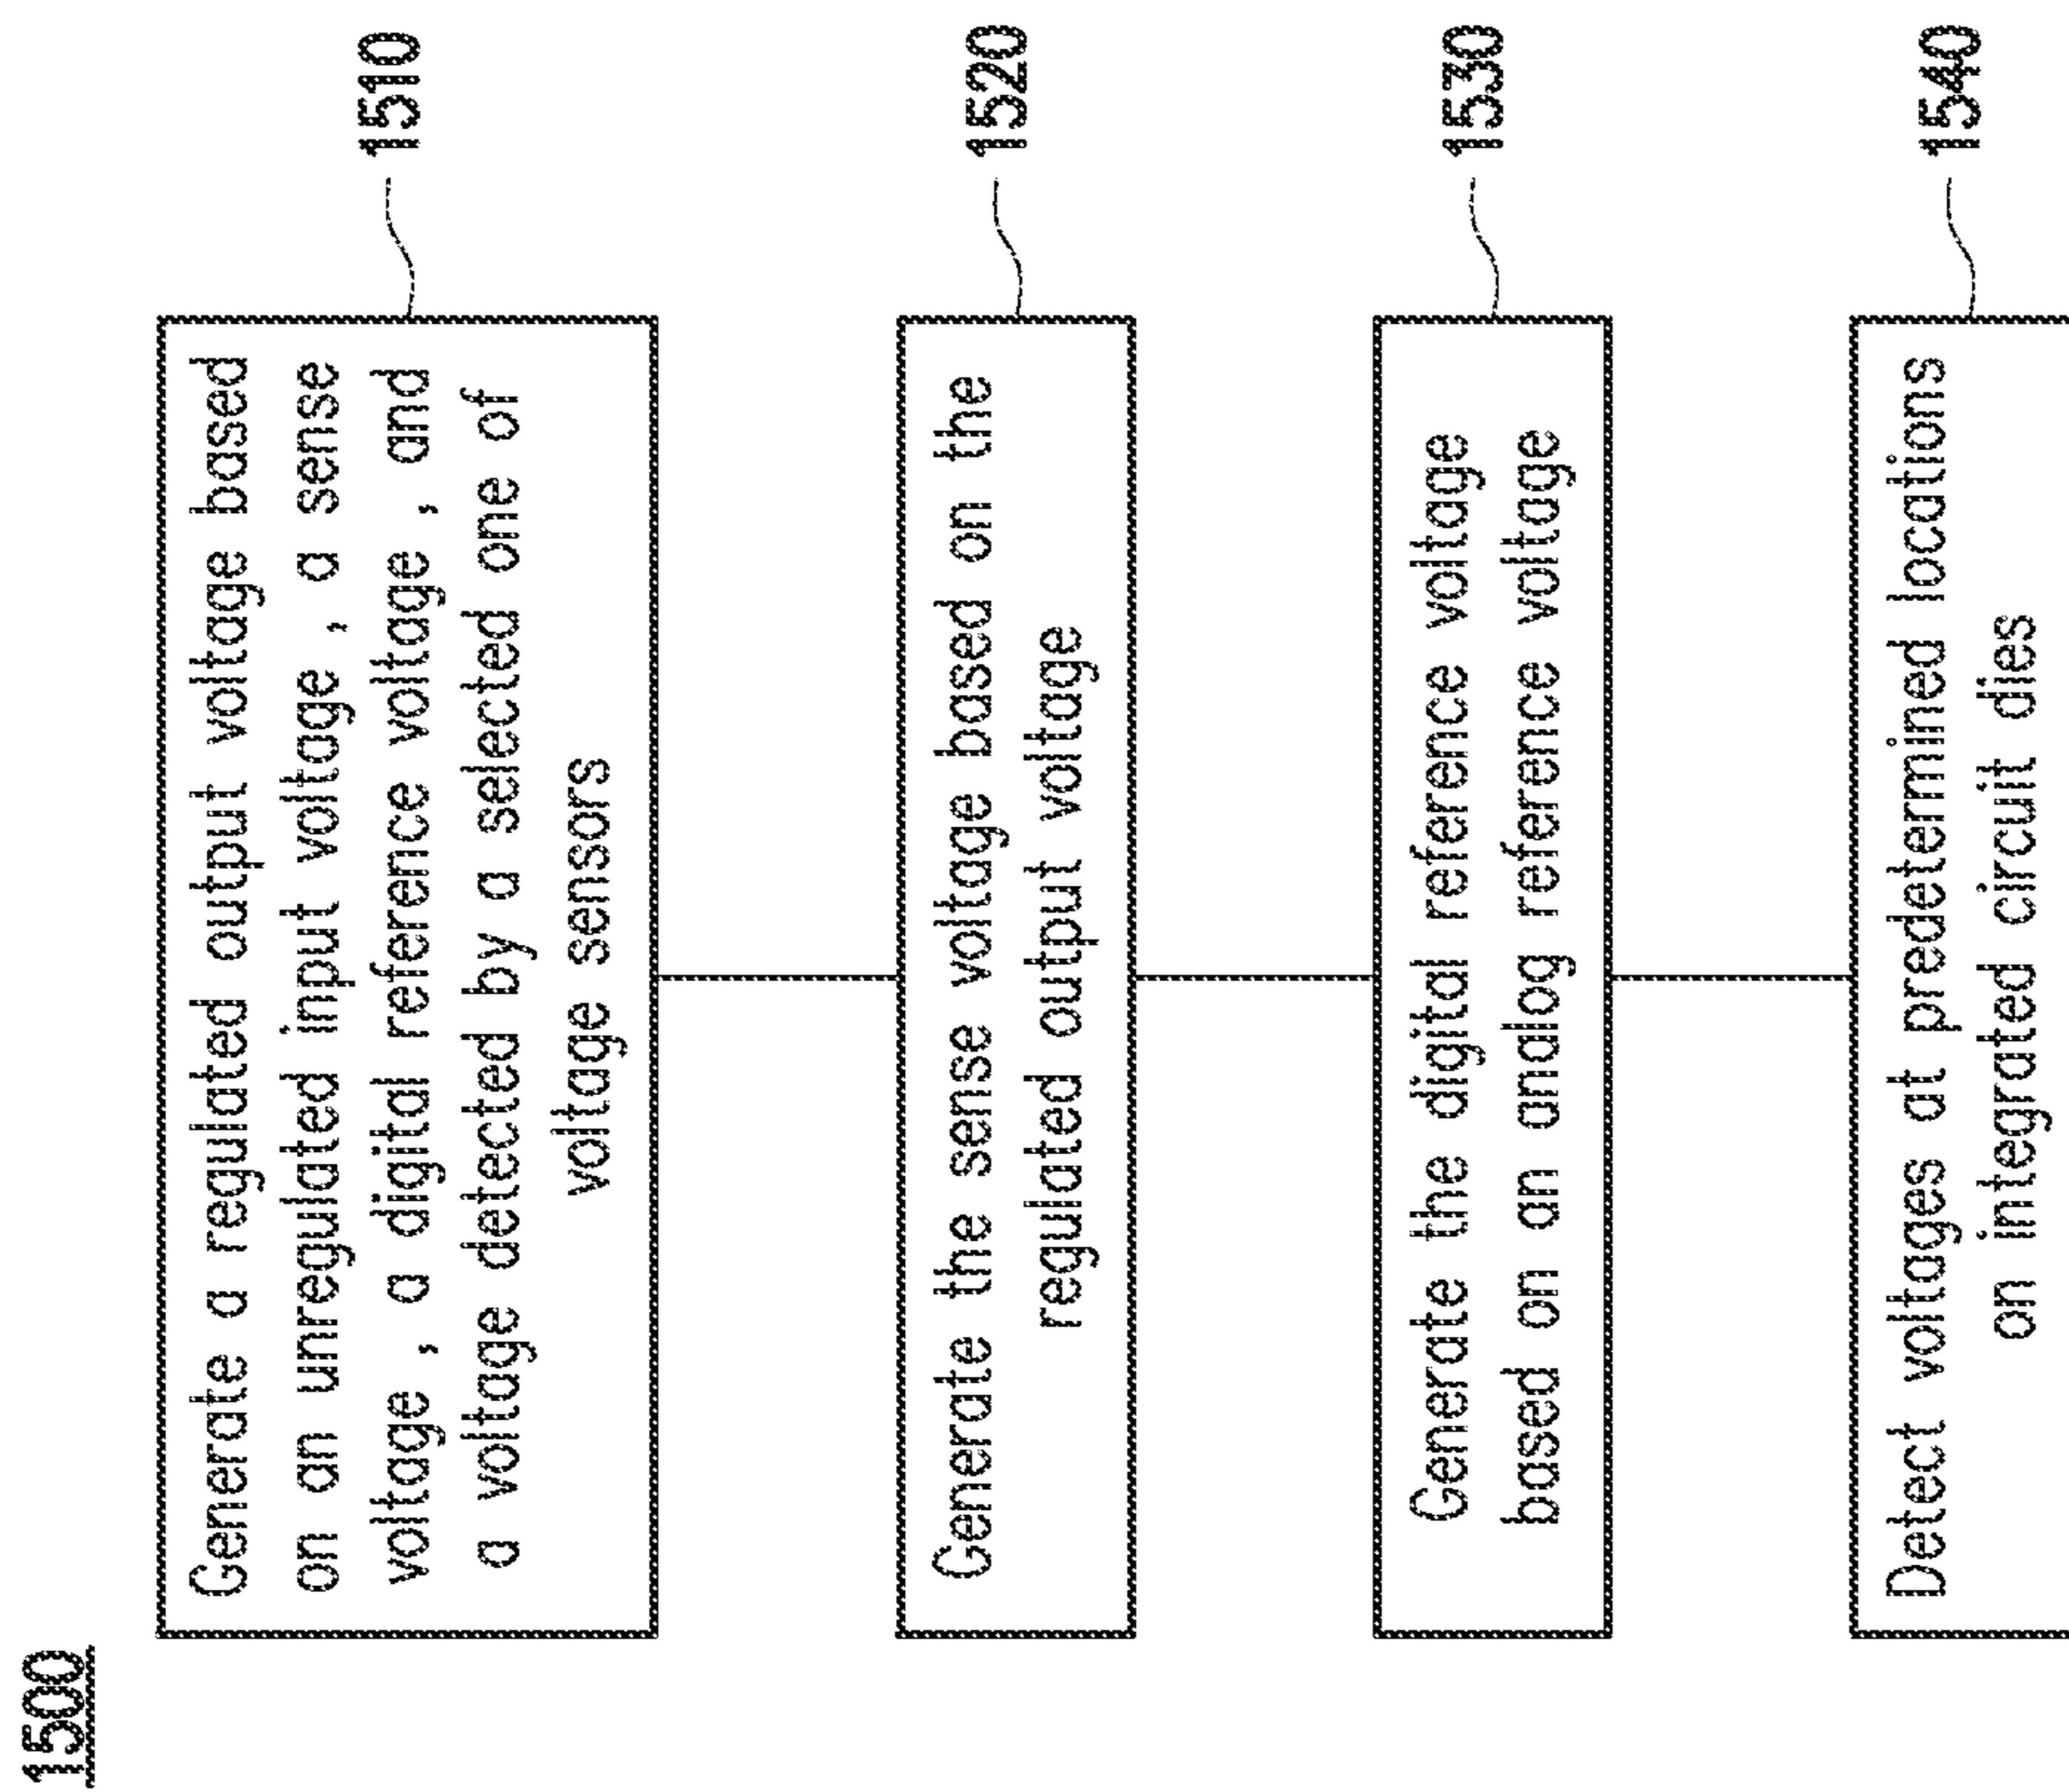 1500
Generate a regulated output voltage based
on an unregulated input voltage, a sense
voltage, a digital reference voltage, and
a voltage detected by a selected one of
voltage sensors
1510
Generate the sense voltage based on the
regulated output voltage
1520
Generate the digital reference voltage
based on an analog reference voltage
1530
Detect voltages at predetermined locations
on integrated circuit dies
1540